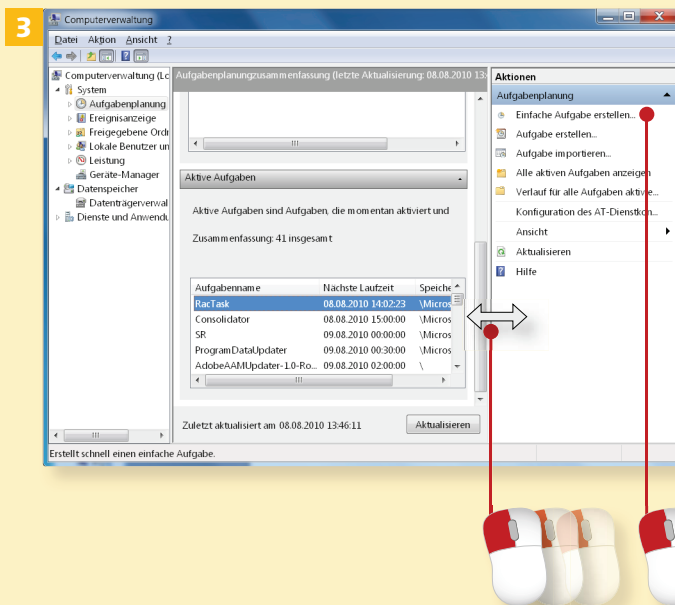 3
Computerverwaltung
Datei Aktion Ansicht ?
Computerverwaltung (Lo
System
Aufgabenplanung
Ereignisanzeige
Freigegebene Ordn
Lokale Benutzer un
Leistung
Geräte-Manager
Datenspeicher
Datenträgerverwal
Dienste und Anwendu
Aufgabenplanungzusammenfassung (letzte Aktualisierung: 08.08.2010 13:
Aktive Aufgaben
Aktive Aufgaben sind Aufgaben, die momentan aktiviert und
Zusammenfassung: 41 insgesamt
Aufgabenname Nächste Laufzeit Speiche
RacTask 08.08.2010 14:02:23 \Micros
Consolidator 08.08.2010 15:00:00 \Micros
SR 09.08.2010 00:00:00 \Micros
ProgramDataUpdater 09.08.2010 00:30:00 \Micros
AdobeAAMUpdater-1.0-Ro... 09.08.2010 02:00:00 \
Zuletzt aktualisiert am 08.08.2010 13:46:11 Aktualisieren
Aktionen
Aufgabenplanung
Einfache Aufgabe erstellen...
Aufgabe erstellen...
Aufgabe importieren...
Alle aktiven Aufgaben anzeigen
Verlauf für alle Aufgaben aktivie...
Konfiguration des AT-Dienstkon...
Ansicht
Aktualisieren
Hilfe
Erstellt schnell einen einfache Aufgabe.